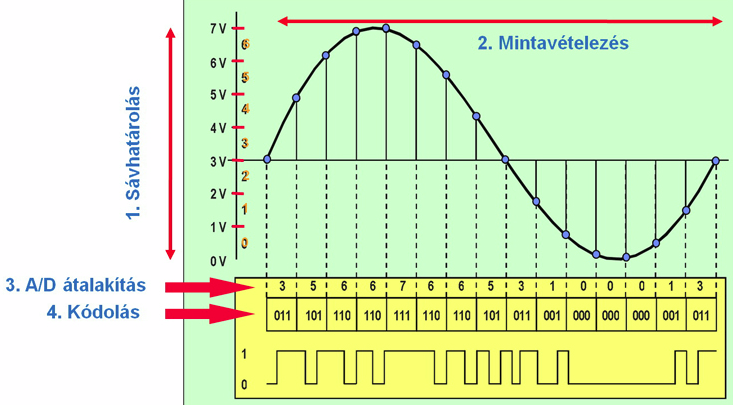 7 V
2. Mintavételezés
6
6 V
5
5 V
4
4 V
3
3 V
2
2 V
1
1 V
0
0 V
1. Sávhatárolás
3. A/D átalakítás 3 5 6 6 7 6 6 5 3 1 0 0 0 1 3
4. Kódolás 011 101 110 110 111 110 110 101 011 001 000 000 000 001 011
1
0